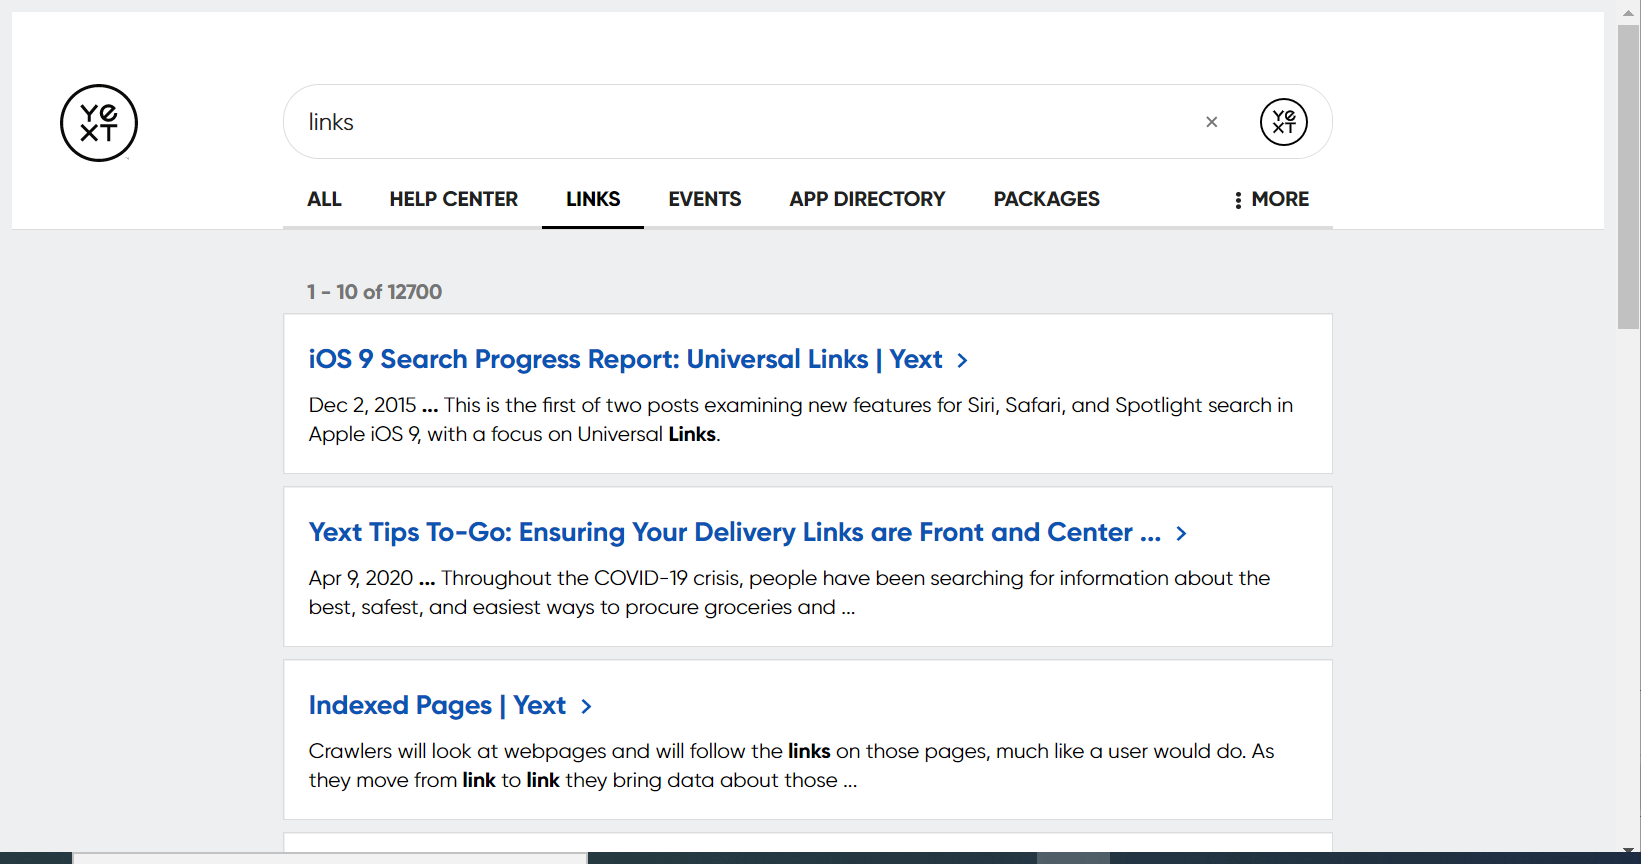 YEXT
links
×
YEXT
ALL HELP CENTER LINKS EVENTS APP DIRECTORY PACKAGES MORE
1 - 10 of 12700
iOS 9 Search Progress Report: Universal Links | Yext
Dec 2, 2015 ... This is the first of two posts examining new features for Siri, Safari, and Spotlight search in
Apple iOS 9, with a focus on Universal Links.
Yext Tips To-Go: Ensuring Your Delivery Links are Front and Center ...
Apr 9, 2020 ... Throughout the COVID-19 crisis, people have been searching for information about the
best, safest, and easiest ways to procure groceries and ...
Indexed Pages | Yext
Crawlers will look at webpages and will follow the links on those pages, much like a user would do. As
they move from link to link they bring data about those ...